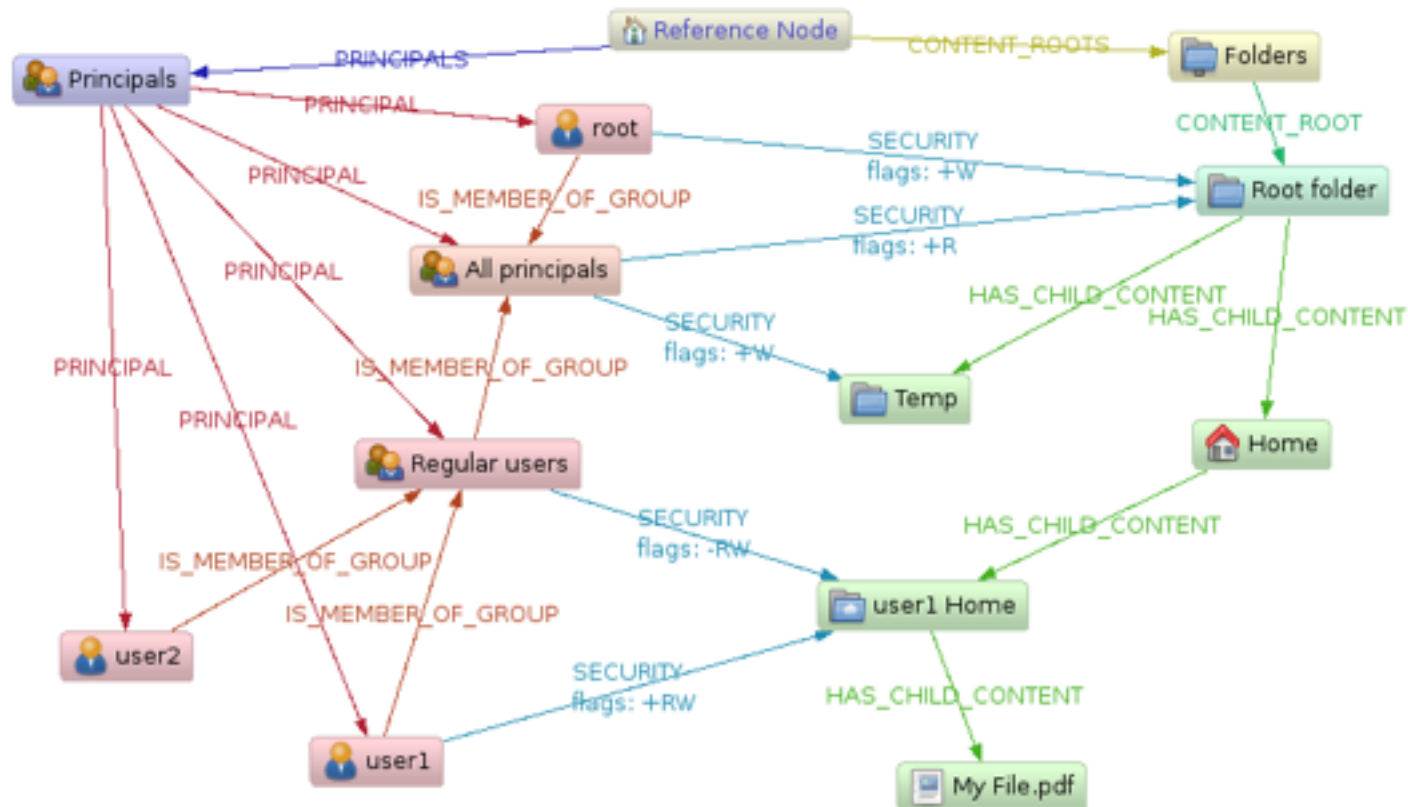 Reference Node
PRINCIPALS
CONTENT_ROOTS
Folders
Principals
PRINCIPAL
root
CONTENT_ROOT
SECURITY
flags: +W
PRINCIPAL
IS_MEMBER_OF_GROUP
Root folder
SECURITY
flags: +R
PRINCIPAL
All principals
HAS_CHILD_CONTENT
HAS_CHILD_CONTENT
SECURITY
flags: +W
PRINCIPAL
IS_MEMBER_OF_GROUP
Temp
PRINCIPAL
Home
Regular users
SECURITY
flags: -RW
HAS_CHILD_CONTENT
IS_MEMBER_OF_GROUP
IS_MEMBER_OF_GROUP
user1 Home
user2
SECURITY
flags: +RW
HAS_CHILD_CONTENT
user1
My File.pdf